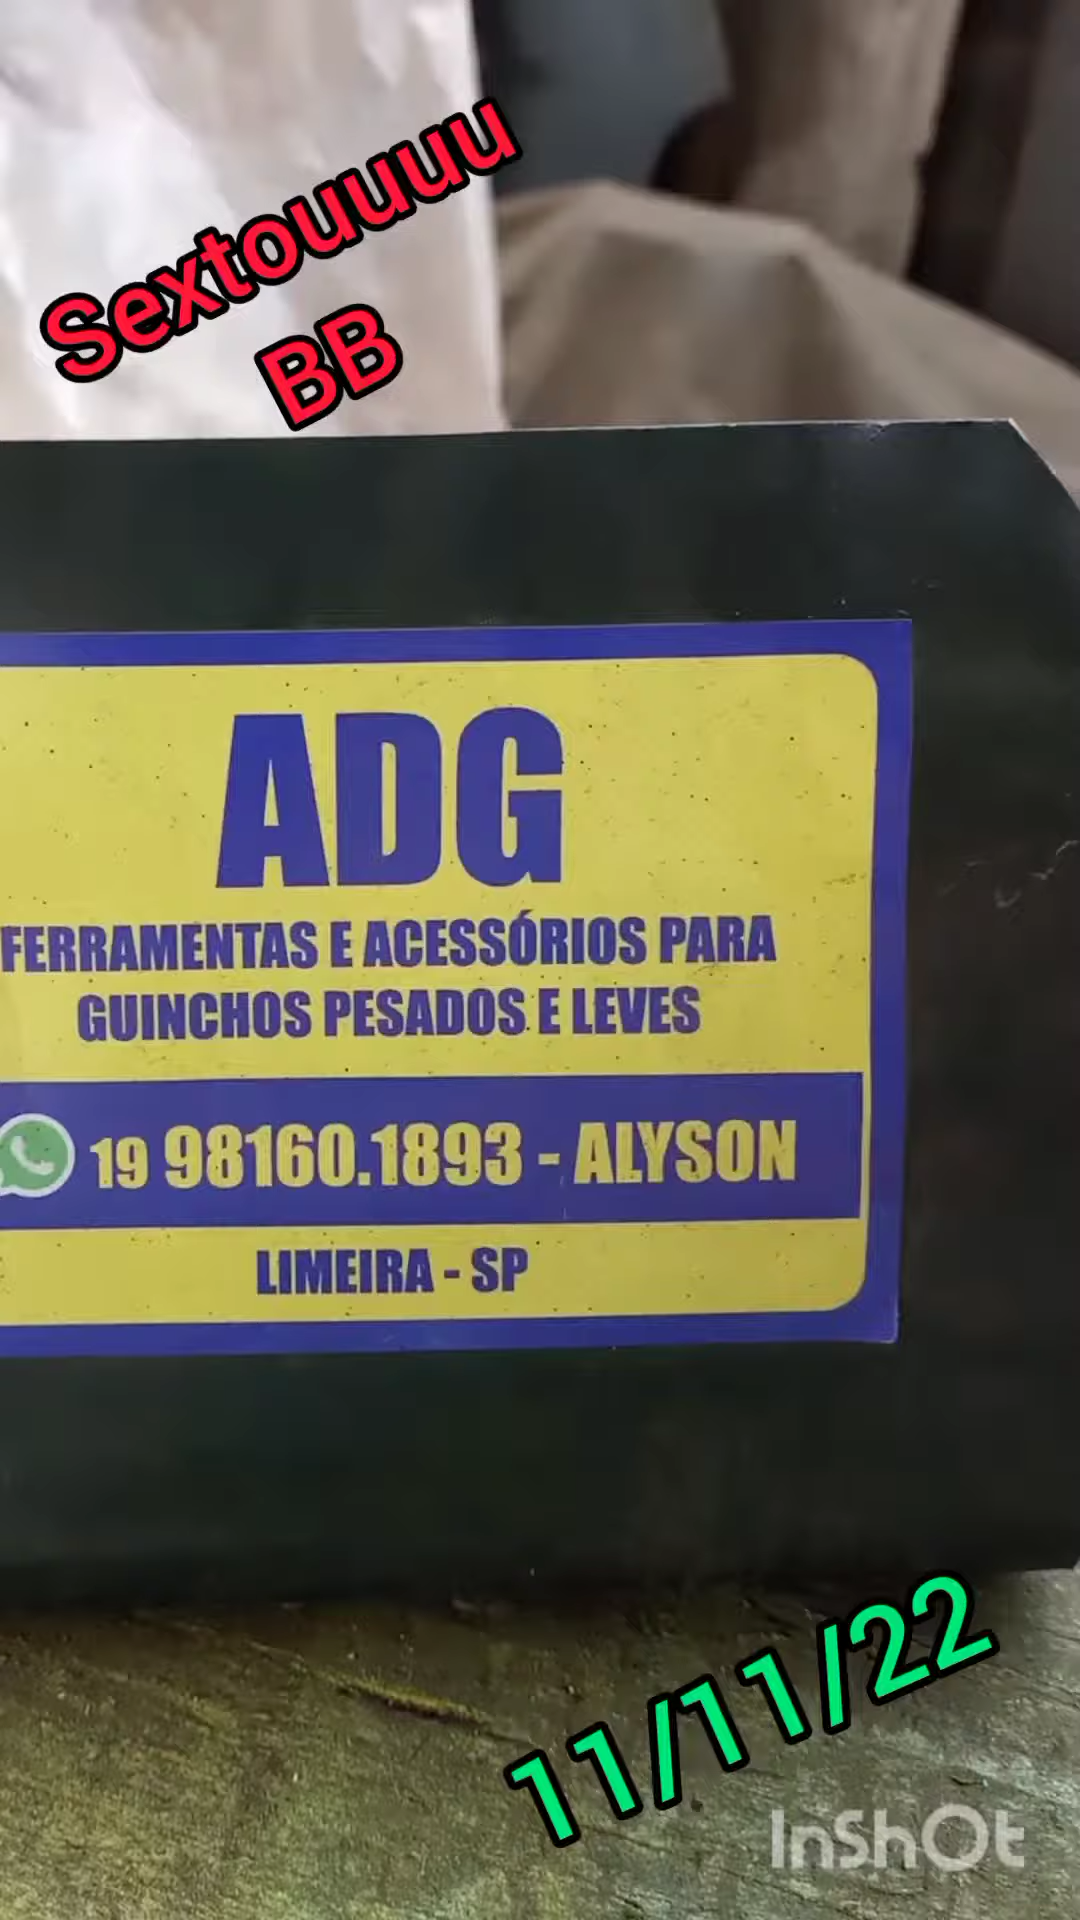 Sextouuuu
BB
ADG
FERRAMENTAS E ACESSÓRIOS PARA
GUINCHOS PESADOS E LEVES
19 98160.1893 - ALYSON
LIMEIRA - SP
11/11/22
InShOt